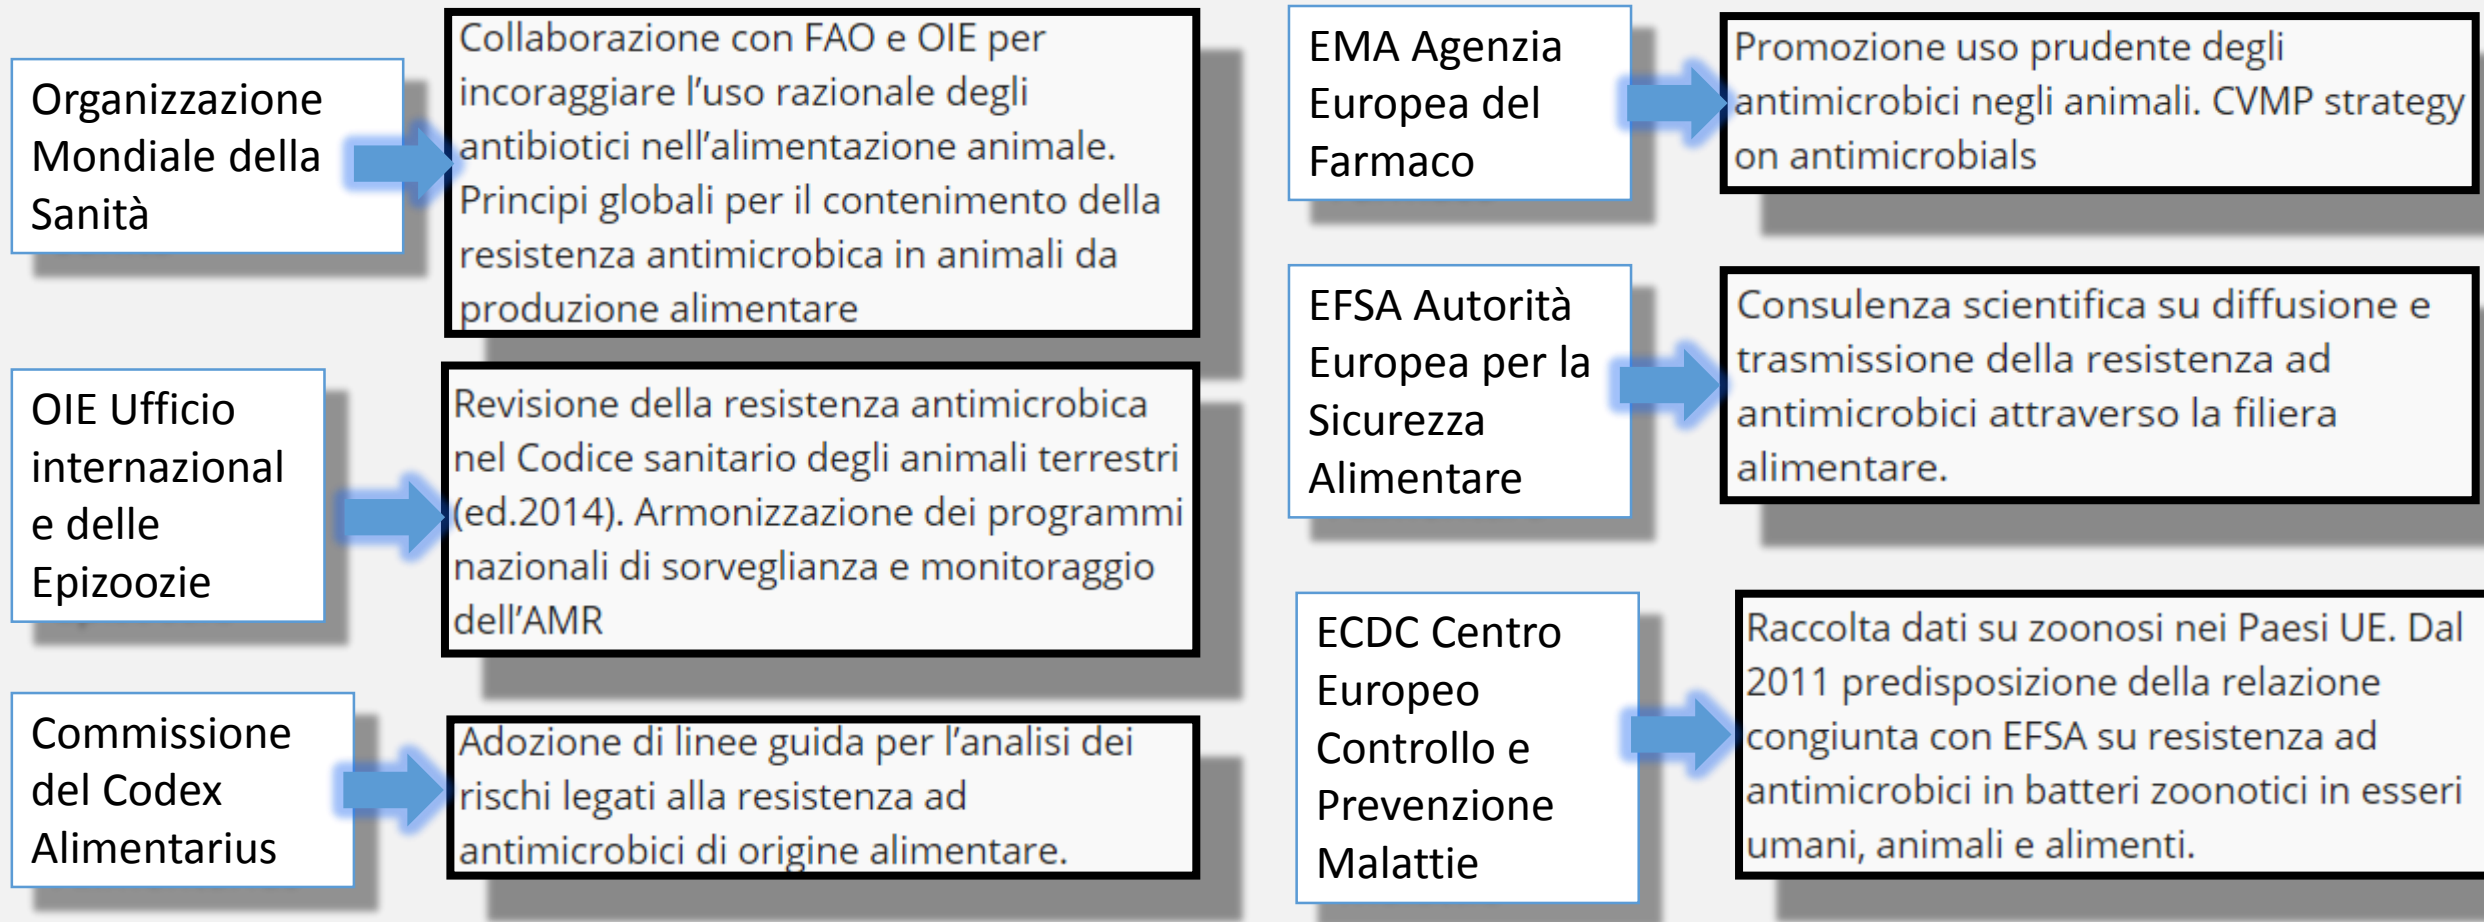 Organizzazione
Mondiale della
Sanità
Collaborazione con FAO e OIE per
incoraggiare l'uso razionale degli
antibiotici nell'alimentazione animale.
Principi globali per il contenimento della
resistenza antimicrobica in animali da
produzione alimentare
OIE Ufficio
internazional
e delle
Epizoozie
Revisione della resistenza antimicrobica
nel Codice sanitario degli animali terrestri
(ed.2014). Armonizzazione dei programmi
nazionali di sorveglianza e monitoraggio
dell'AMR
Commissione
del Codex
Alimentarius
Adozione di linee guida per l'analisi dei
rischi legati alla resistenza ad
antimicrobici di origine alimentare.
EMA Agenzia
Europea del
Farmaco
Promozione uso prudente degli
antimicrobici negli animali. CVMP strategy
on antimicrobials
EFSA Autorità
Europea per la
Sicurezza
Alimentare
Consulenza scientifica su diffusione e
trasmissione della resistenza ad
antimicrobici attraverso la filiera
alimentare.
ECDC Centro
Europeo
Controllo e
Prevenzione
Malattie
Raccolta dati su zoonosi nei Paesi UE. Dal
2011 predisposizione della relazione
congiunta con EFSA su resistenza ad
antimicrobici in batteri zoonotici in esseri
umani, animali e alimenti.